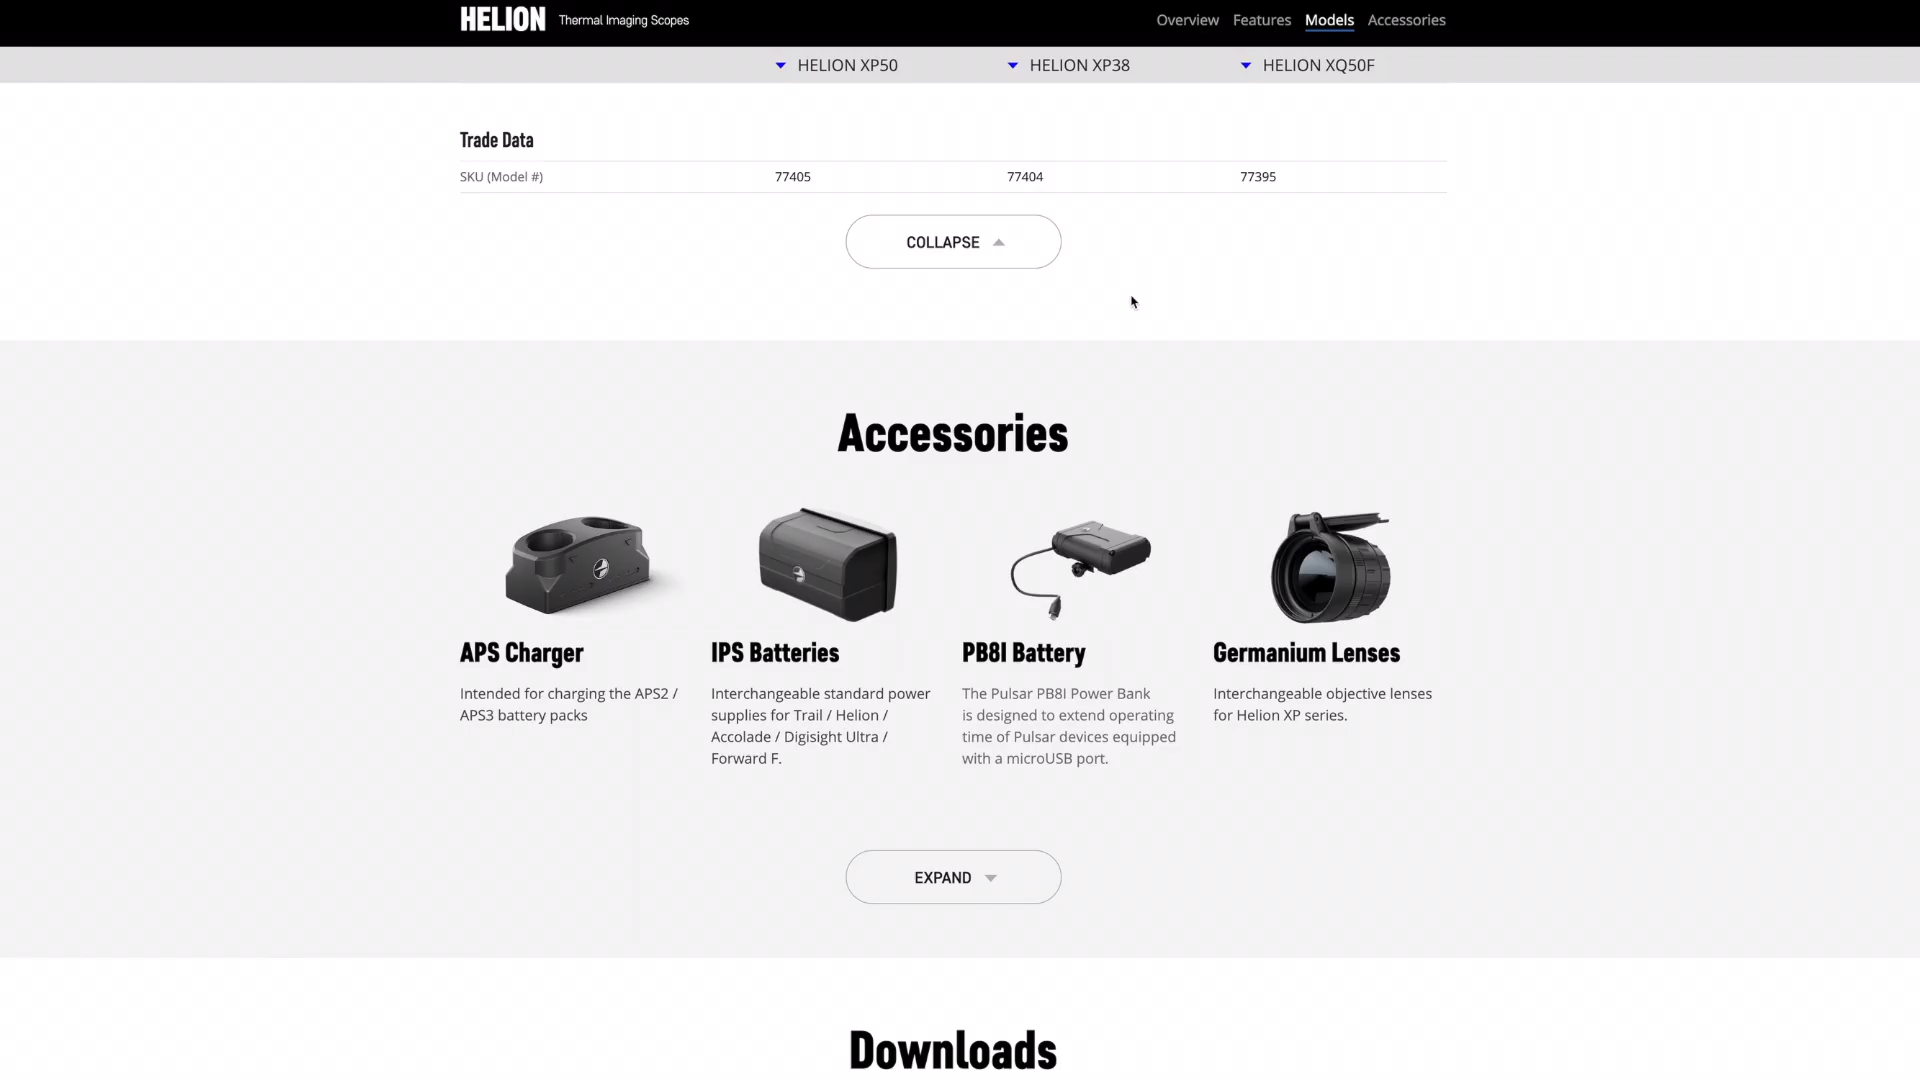 HELION Thermal Imaging Scopes Overview Features Models Accessories
HELION XP50 HELION XP38 HELION XQ50F
Trade Data
SKU (Model #) 77405 77404 77395
COLLAPSE
Accessories
APS Charger
Intended for charging the APS2 /
APS3 battery packs
IPS Batteries
Interchangeable standard power
supplies for Trail / Helion /
Accolade / Digisight Ultra /
Forward F.
PB8I Battery
The Pulsar PB8I Power Bank
is designed to extend operating
time of Pulsar devices equipped
with a microUSB port.
Germanium Lenses
Interchangeable objective lenses
for Helion XP series.
EXPAND
Downloads